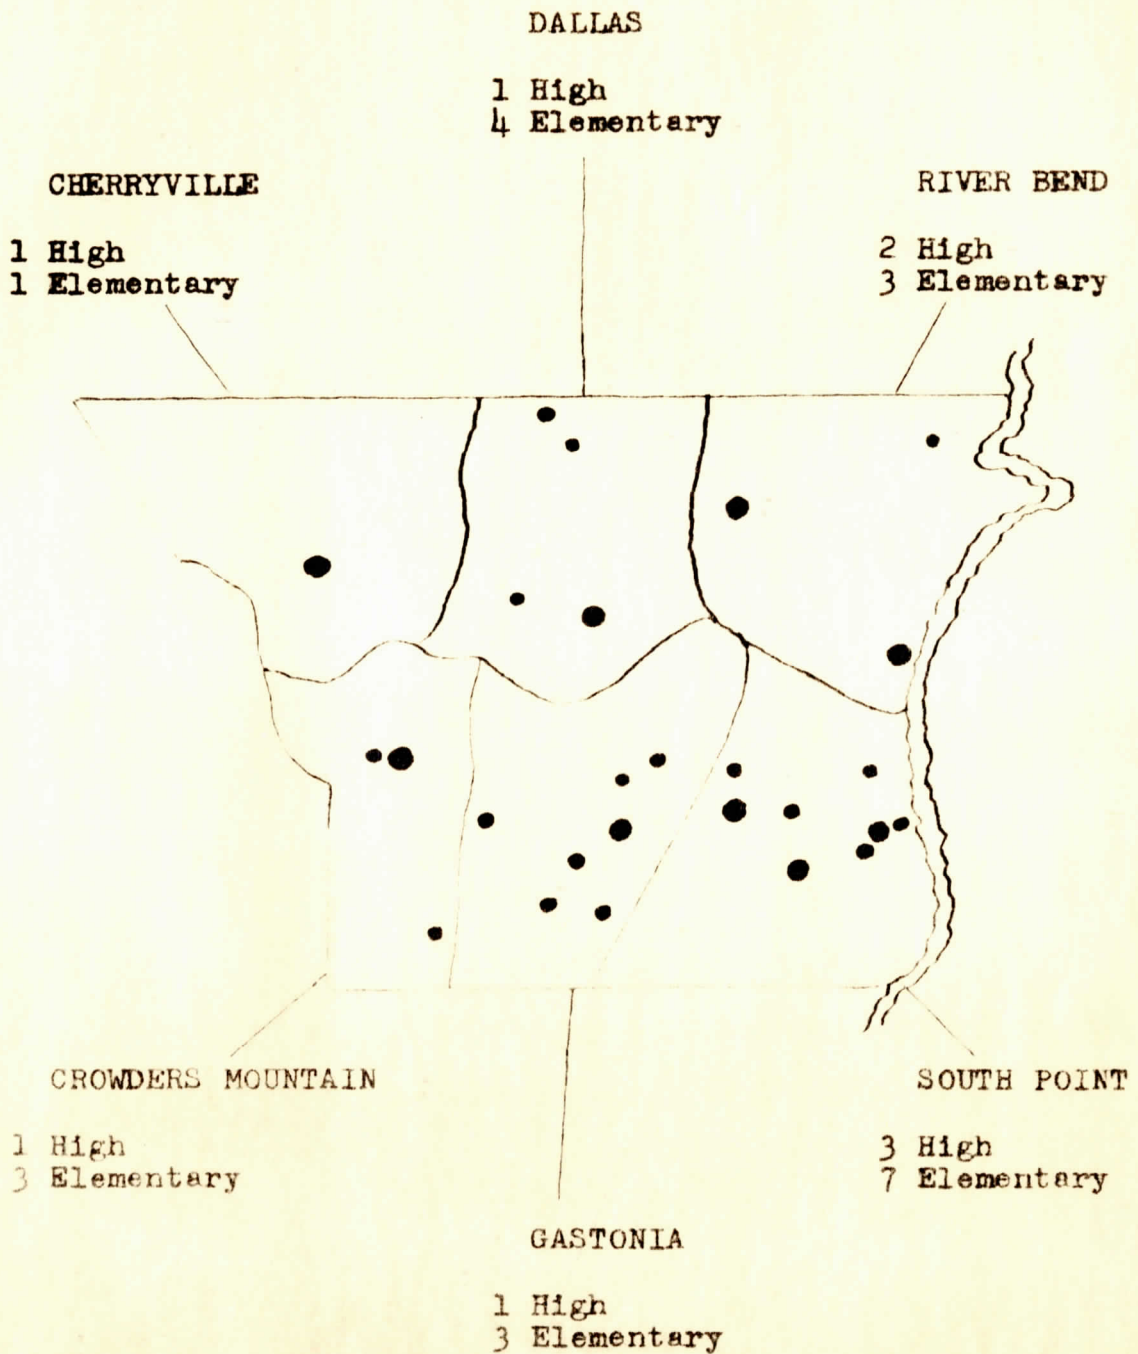 DALLAS
1 High
4 Elementary
CHERRYVILLE
1 High
1 Elementary
RIVER BEND
2 High
3 Elementary
CROWDERS MOUNTAIN
1 High
3 Elementary
SOUTH POINT
3 High
7 Elementary
GASTONIA
1 High
3 Elementary